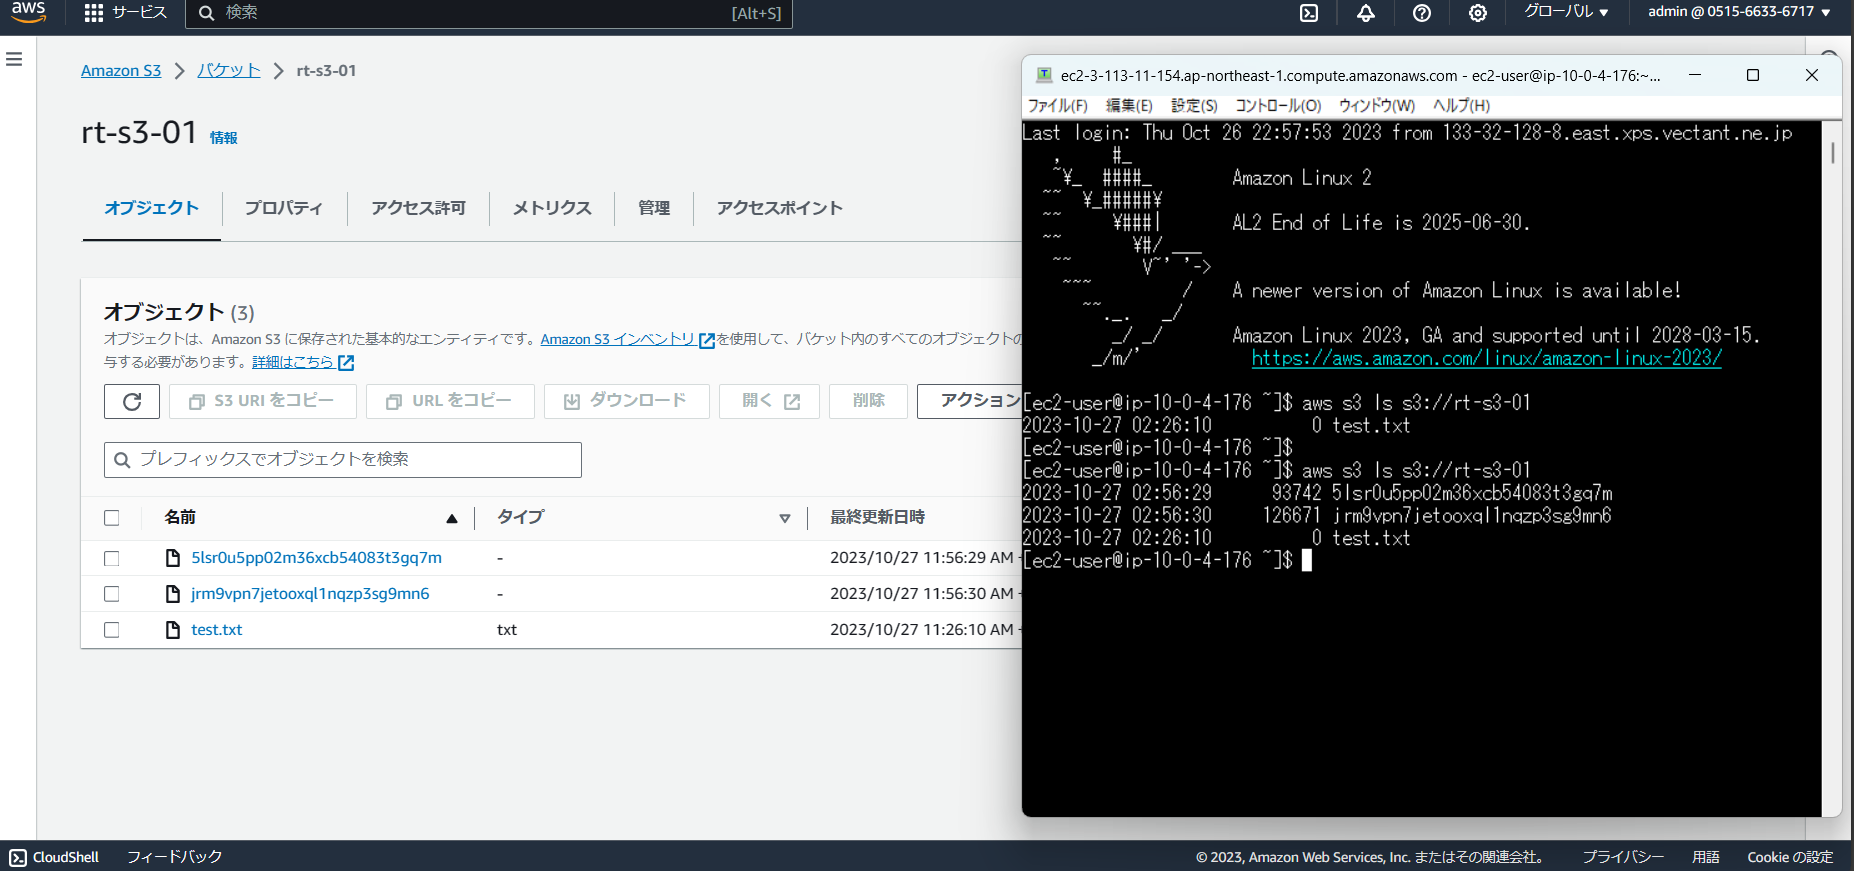 aws
サービス
検索
[Alt+S]
グローバル ▼
admin @ 0515-6633-6717 ▼
Amazon S3 > バケット > rt-s3-01
rt-s3-01 情報
オブジェクト
プロパティ
アクセス許可
メトリクス
管理
アクセスポイント
オブジェクト (3)
オブジェクトは、Amazon S3 に保存された基本的なエンティティです。Amazon S3 インベントリ を使用して、バケット内のすべてのオブジェクトの
与する必要があります。詳細はこちら
S3 URI をコピー
URL をコピー
ダウンロード
開く
削除
アクション
プレフィックスでオブジェクトを検索
名前 ▲ タイプ ▽ 最終更新日時
5lsr0u5pp02m36xcb54083t3gq7m - 2023/10/27 11:56:29 AM
jrm9vpn7jetooxql1nqzp3sg9mn6 - 2023/10/27 11:56:30 AM
test.txt txt 2023/10/27 11:26:10 AM
ec2-3-113-11-154.ap-northeast-1.compute.amazonaws.com - ec2-user@ip-10-0-4-176:~...
ファイル(F) 編集(E) 設定(S) コントロール(O) ウィンドウ(W) ヘルプ(H)
Last login: Thu Oct 26 22:57:53 2023 from 133-32-128-8.east.xps.vectant.ne.jp
,     #_
~¥_  ####_        Amazon Linux 2
~~  ¥_#####¥
~~     ¥###|       AL2 End of Life is 2025-06-30.
~~       ¥#/ ___
~~       V~' '->
~~~         /    A newer version of Amazon Linux is available!
~~._.   _/
_/ _/       Amazon Linux 2023, GA and supported until 2028-03-15.
_/m/'           https://aws.amazon.com/linux/amazon-linux-2023/
[ec2-user@ip-10-0-4-176 ~]$ aws s3 ls s3://rt-s3-01
2023-10-27 02:26:10          0 test.txt
[ec2-user@ip-10-0-4-176 ~]$
[ec2-user@ip-10-0-4-176 ~]$ aws s3 ls s3://rt-s3-01
2023-10-27 02:56:29      93742 5lsr0u5pp02m36xcb54083t3gq7m
2023-10-27 02:56:30     126671 jrm9vpn7jetooxql1nqzp3sg9mn6
2023-10-27 02:26:10          0 test.txt
[ec2-user@ip-10-0-4-176 ~]$
CloudShell
フィードバック
© 2023, Amazon Web Services, Inc. またはその関連会社。
プライバシー
用語
Cookie の設定